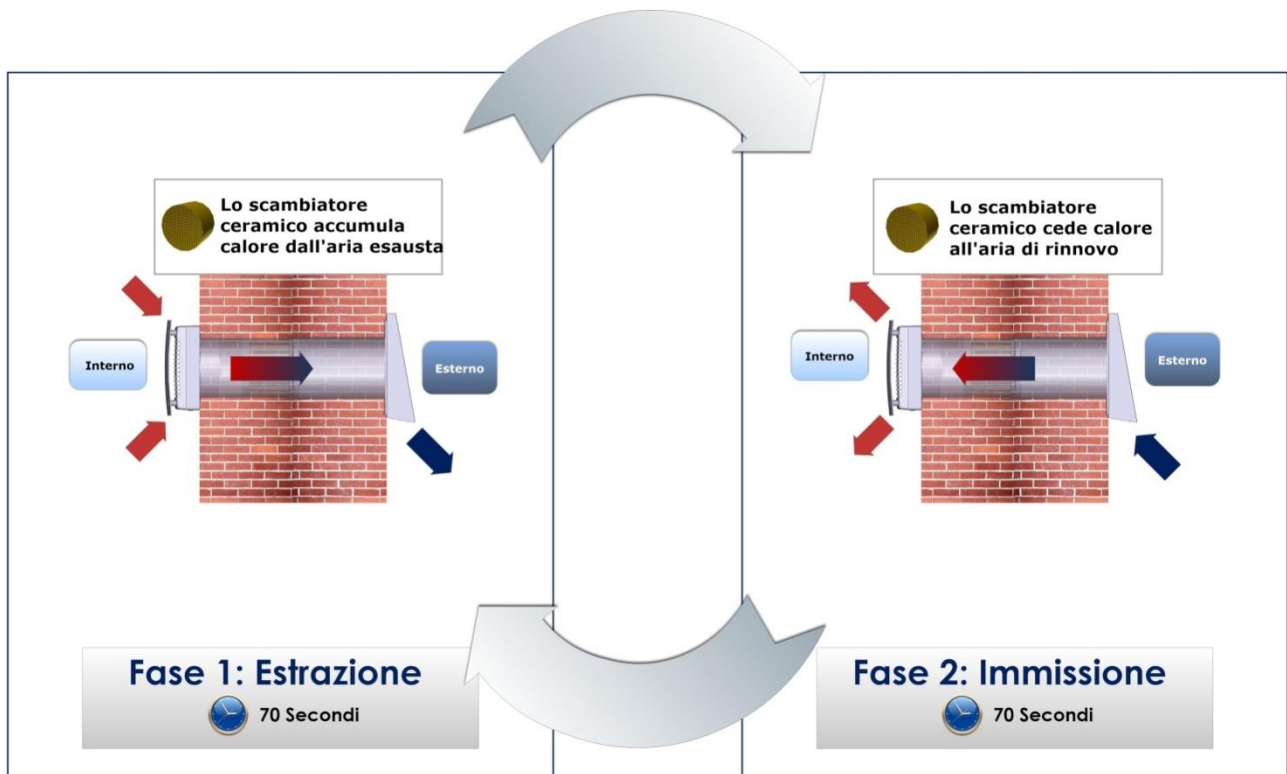 Lo scambiatore
ceramico accumula
calore dall'aria esausta
Interno
Esterno
Fase 1: Estrazione
70 Secondi
Lo scambiatore
ceramico cede calore
all'aria di rinnovo
Interno
Esterno
Fase 2: Immissione
70 Secondi